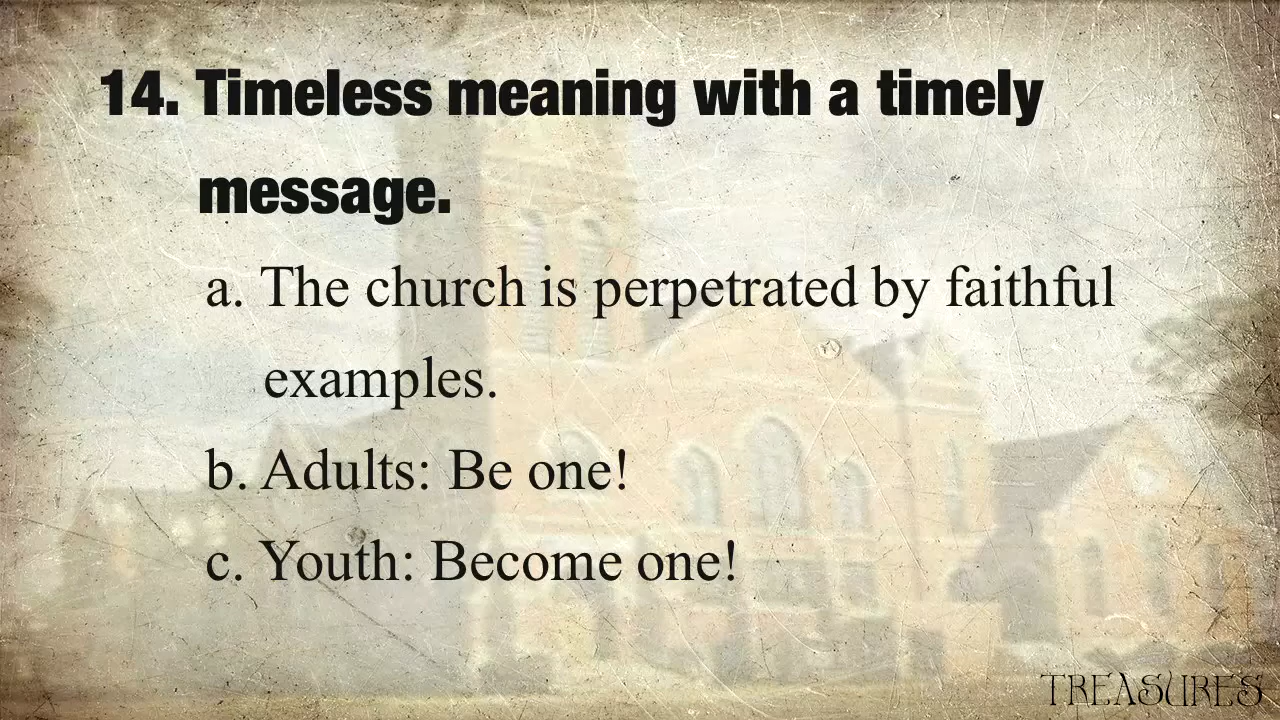 14. Timeless meaning with a timely
message.
a. The church is perpetrated by faithful
examples.
b. Adults: Be one!
c. Youth: Become one!
TREASURES